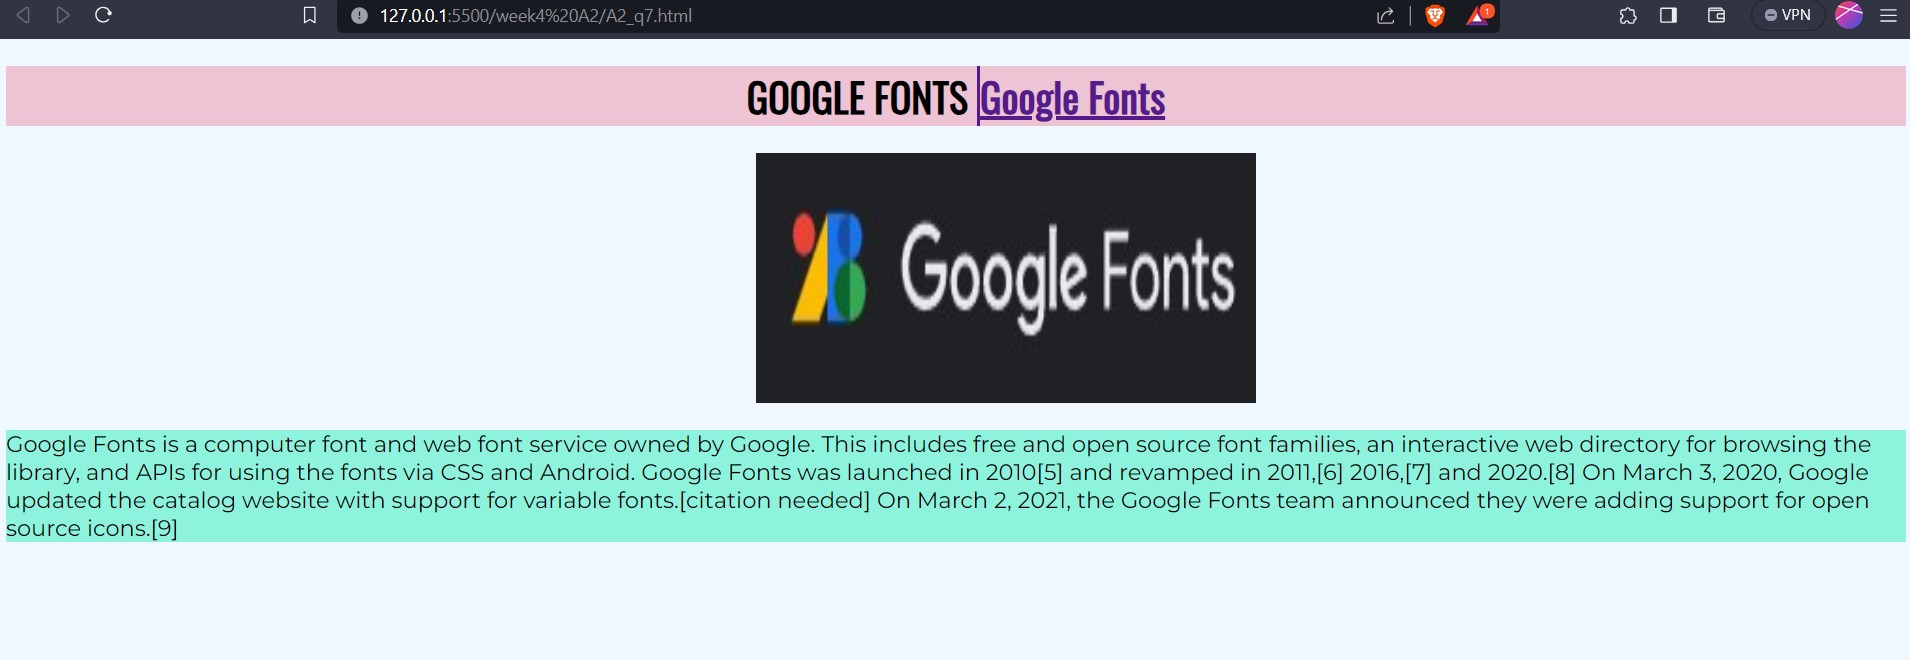 127.0.0.1:5500/week4%20A2/A2_q7.html
1
VPN
GOOGLE FONTS Google Fonts
Google Fonts
Google Fonts is a computer font and web font service owned by Google. This includes free and open source font families, an interactive web directory for browsing the
library, and APIs for using the fonts via CSS and Android. Google Fonts was launched in 2010[5] and revamped in 2011,[6] 2016,[7] and 2020.[8] On March 3, 2020, Google
updated the catalog website with support for variable fonts.[citation needed] On March 2, 2021, the Google Fonts team announced they were adding support for open
source icons.[9]